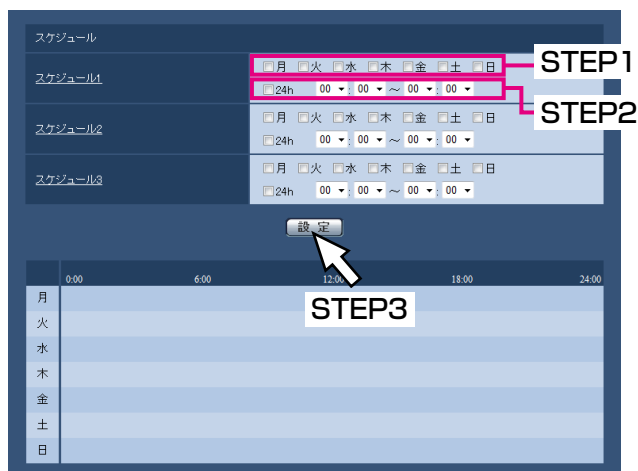 スケジュール
スケジュール1
月 火 水 木 金 土 日
24h 00 : 00 ～ 00 : 00
STEP1
STEP2
スケジュール2
月 火 水 木 金 土 日
24h 00 : 00 ～ 00 : 00
スケジュール3
月 火 水 木 金 土 日
24h 00 : 00 ～ 00 : 00
設 定
STEP3
0:00 6:00 12:00 18:00 24:00
月
火
水
木
金
土
日